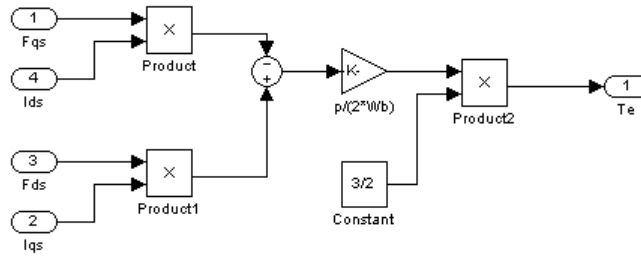 1
Fqs
×
Product
4
Ids
−
+
K-
p/(2*Wb)
×
Product2
1
Te
3
Fds
×
Product1
2
Iqs
3/2
Constant